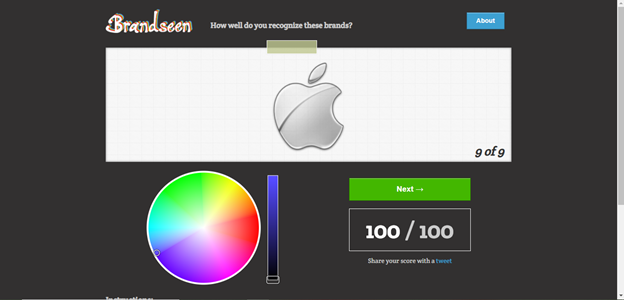 Brandseen
How well do you recognize these brands?
About
9 of 9
Next →
100 / 100
Share your score with a tweet
Instructions: